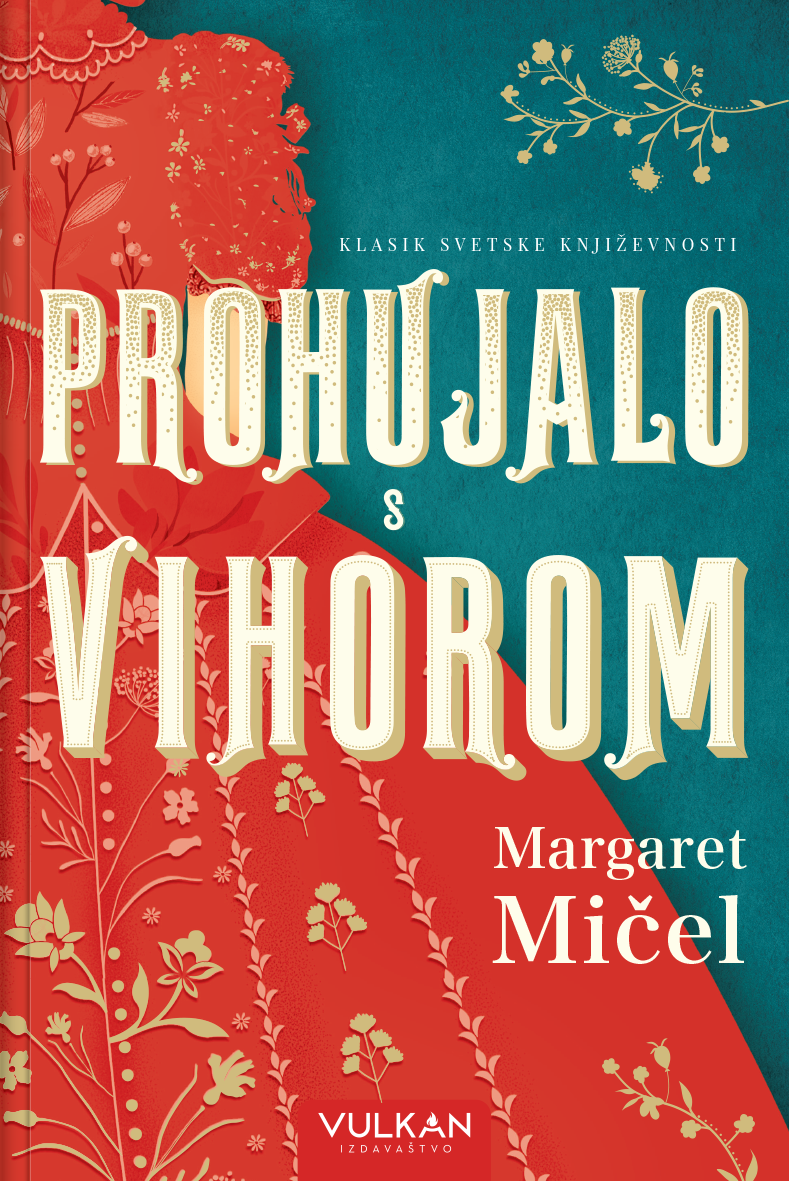 KLASIK SVETSKE KNJIŽEVNOSTI
PROHUJALO
S
VIHOROM
Margaret
Mičel
VULKAN
IZDAVAŠTVO